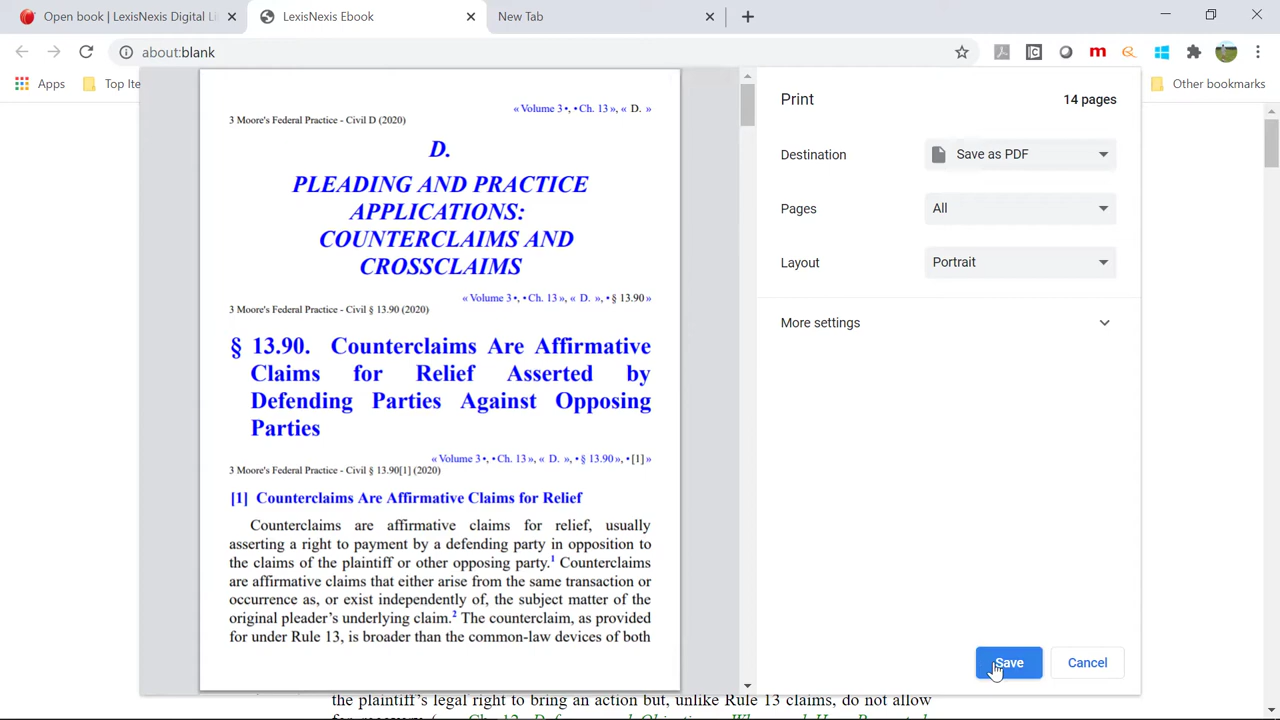 Open book | LexisNexis Digital Li
LexisNexis Ebook
New Tab
about:blank
Apps
Top Ite
Other bookmarks
« Volume 3 •, • Ch. 13 », « D. »
3 Moore's Federal Practice - Civil D (2020)
D.
PLEADING AND PRACTICE
APPLICATIONS:
COUNTERCLAIMS AND
CROSSCLAIMS
« Volume 3 •, • Ch. 13 », « D. », • § 13.90 »
3 Moore's Federal Practice - Civil § 13.90 (2020)
§ 13.90. Counterclaims Are Affirmative
Claims for Relief Asserted by
Defending Parties Against Opposing
Parties
« Volume 3 •, • Ch. 13 », « D. », • § 13.90 », • [1] »
3 Moore's Federal Practice - Civil § 13.90[1] (2020)
[1] Counterclaims Are Affirmative Claims for Relief
Counterclaims are affirmative claims for relief, usually
asserting a right to payment by a defending party in opposition to
the claims of the plaintiff or other opposing party.1 Counterclaims
are affirmative claims that either arise from the same transaction or
occurrence as, or exist independently of, the subject matter of the
original pleader's underlying claim.2 The counterclaim, as provided
for under Rule 13, is broader than the common-law devices of both
Print
14 pages
Destination
Save as PDF
Pages
All
Layout
Portrait
More settings
Save
Cancel
the plaintiff's legal right to bring an action but, unlike Rule 13 claims, do not allow